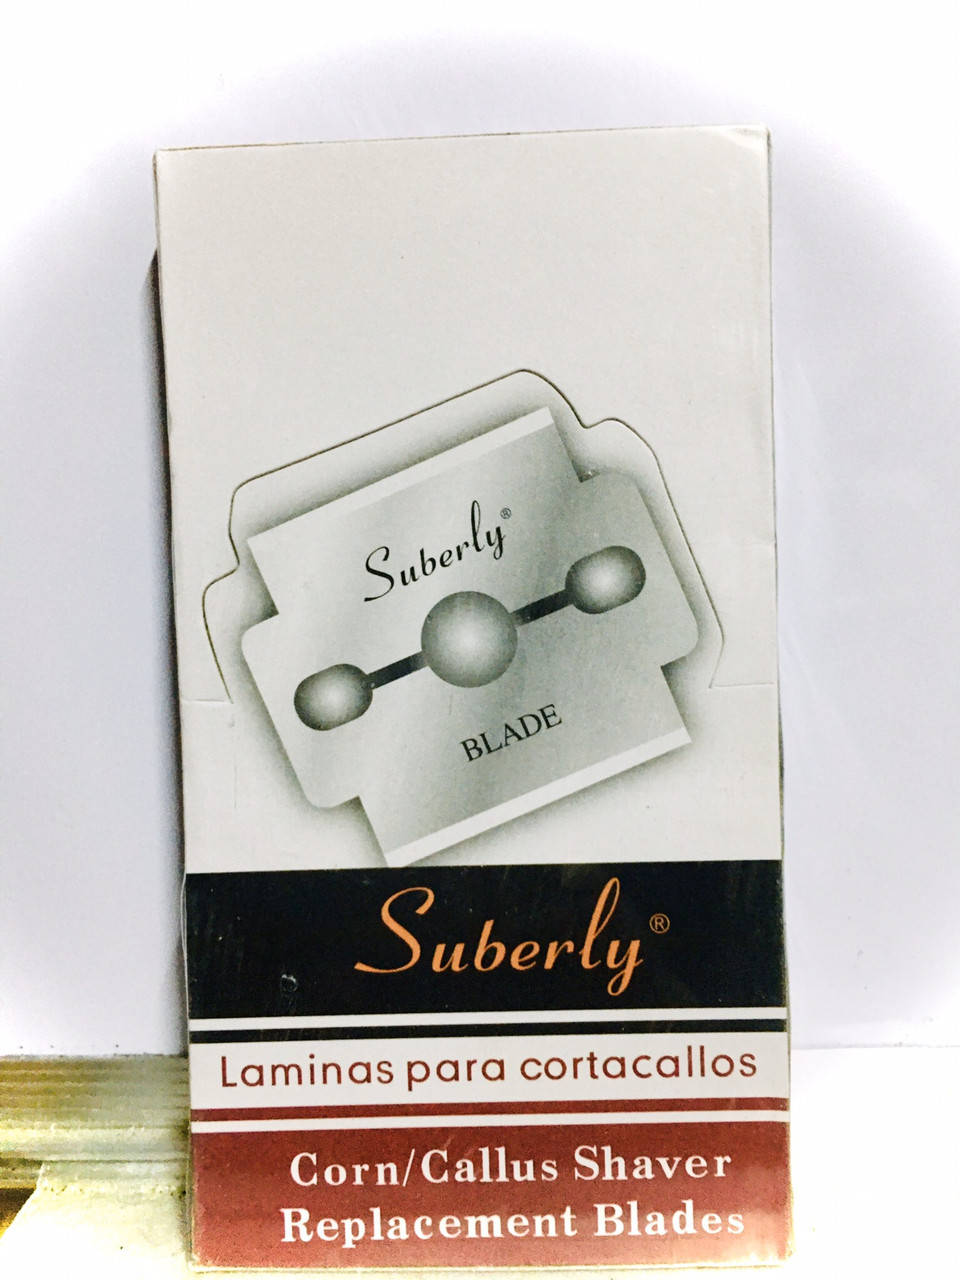 Suberly®
BLADE
Suberly®
Laminas para cortacallos
Corn/Callus Shaver
Replacement Blades